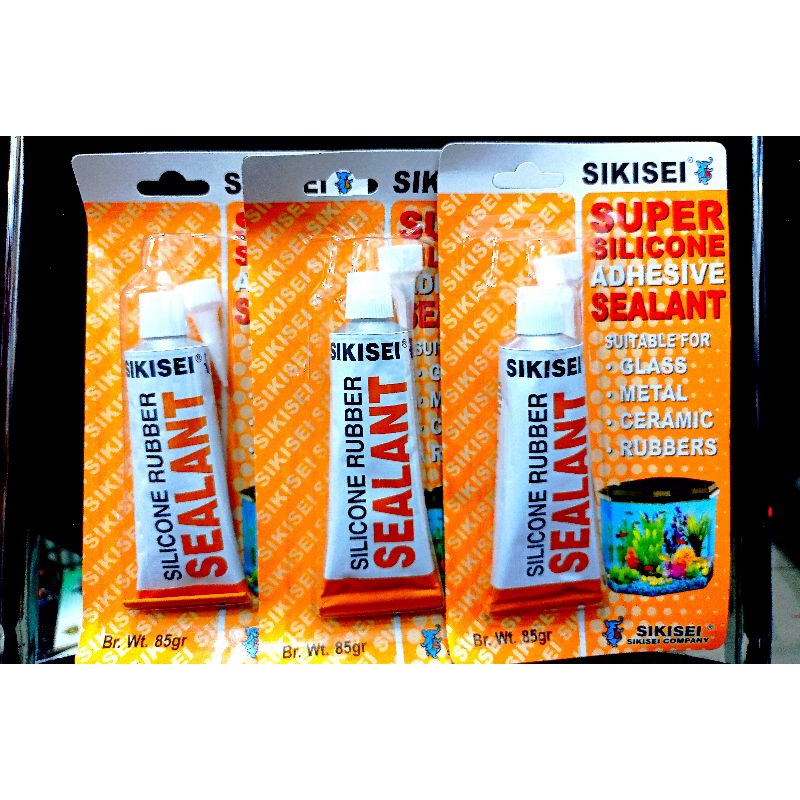 SIKISEI
SUPER
SILICONE
ADHESIVE
SEALANT
SUITABLE FOR
• GLASS
• METAL
• CERAMIC
• RUBBERS
SIKISEI®
SILICONE RUBBER
SEALANT
SIKISEI®
SILICONE RUBBER
SEALANT
SIKISEI
SILICONE RUBBER
SEALANT
Br. Wt. 85gr
Br. Wt. 85gr
Br. Wt. 85gr
SIKISEI®
SIKISEI COMPANY